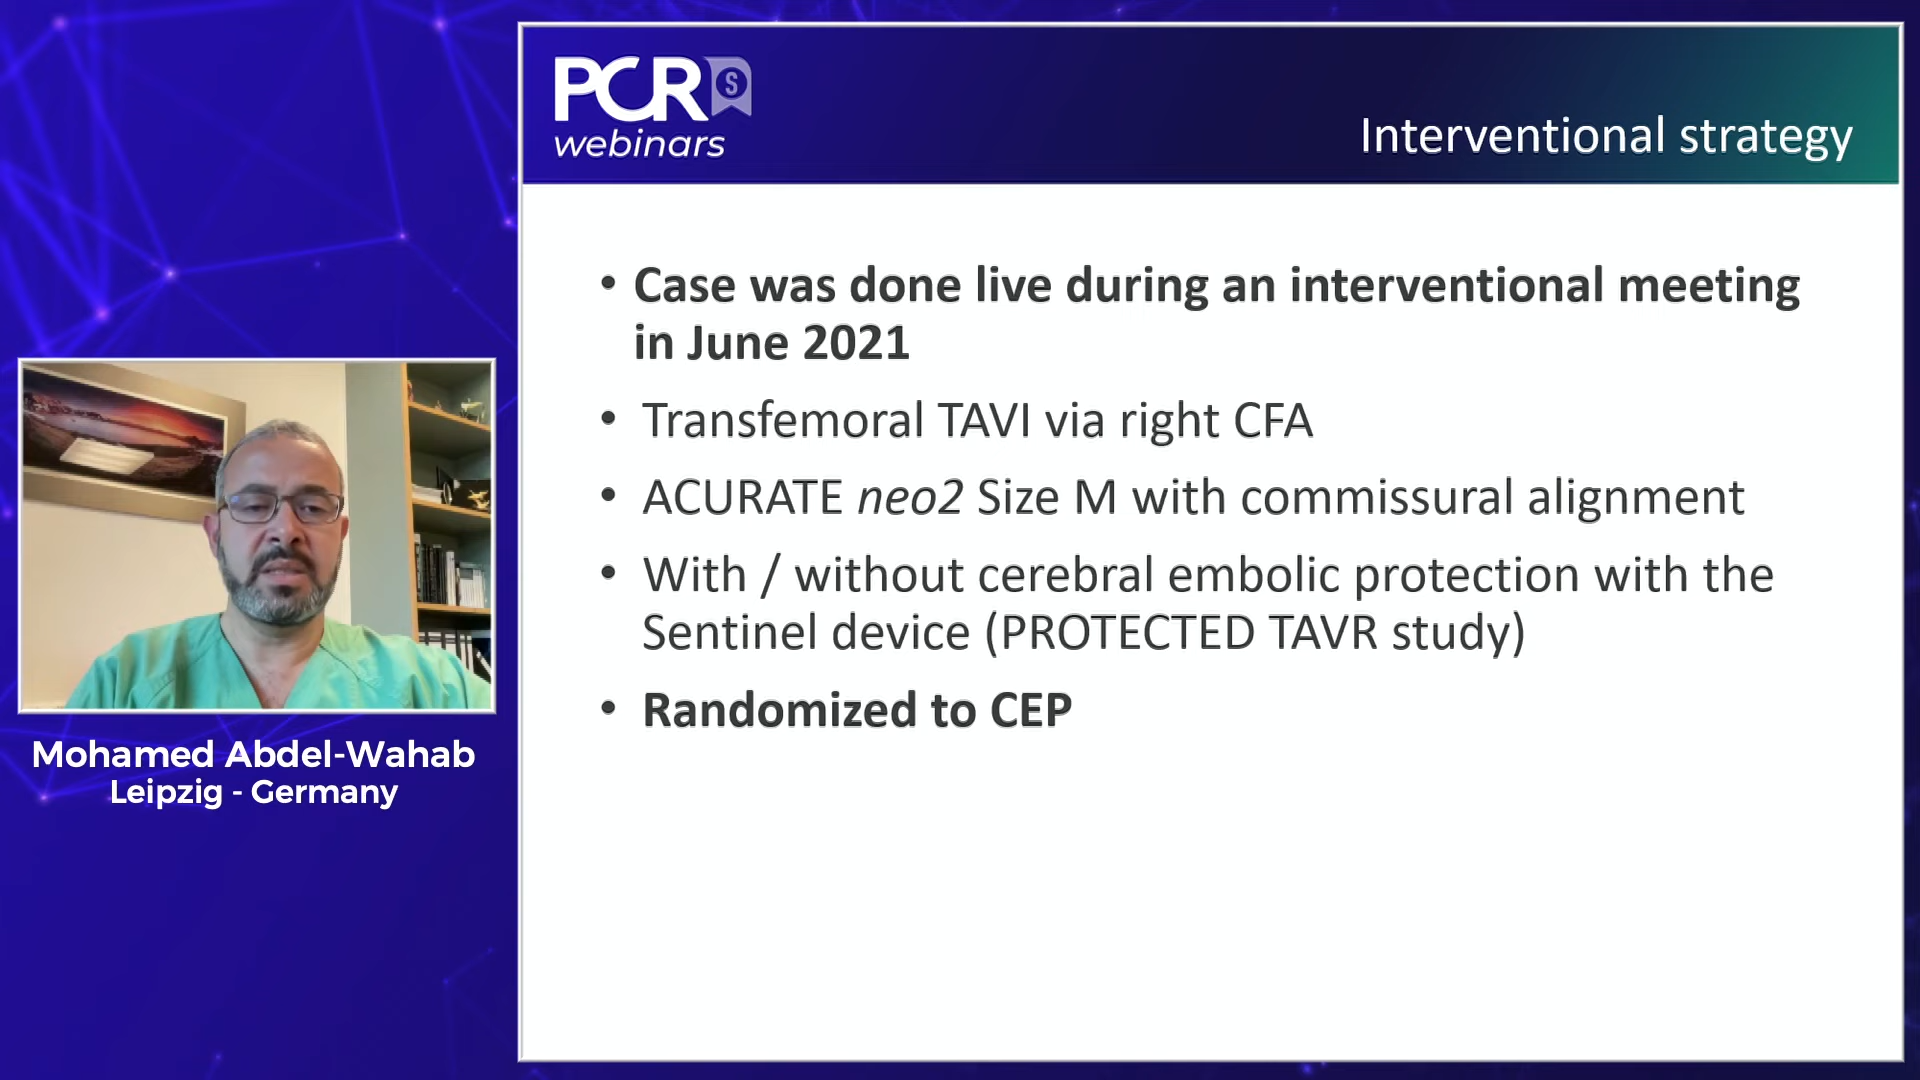 PCR S
webinars
Interventional strategy
• Case was done live during an interventional meeting
in June 2021
• Transfemoral TAVI via right CFA
• ACURATE neo2 Size M with commissural alignment
• With / without cerebral embolic protection with the
Sentinel device (PROTECTED TAVR study)
• Randomized to CEP
Mohamed Abdel-Wahab
Leipzig - Germany